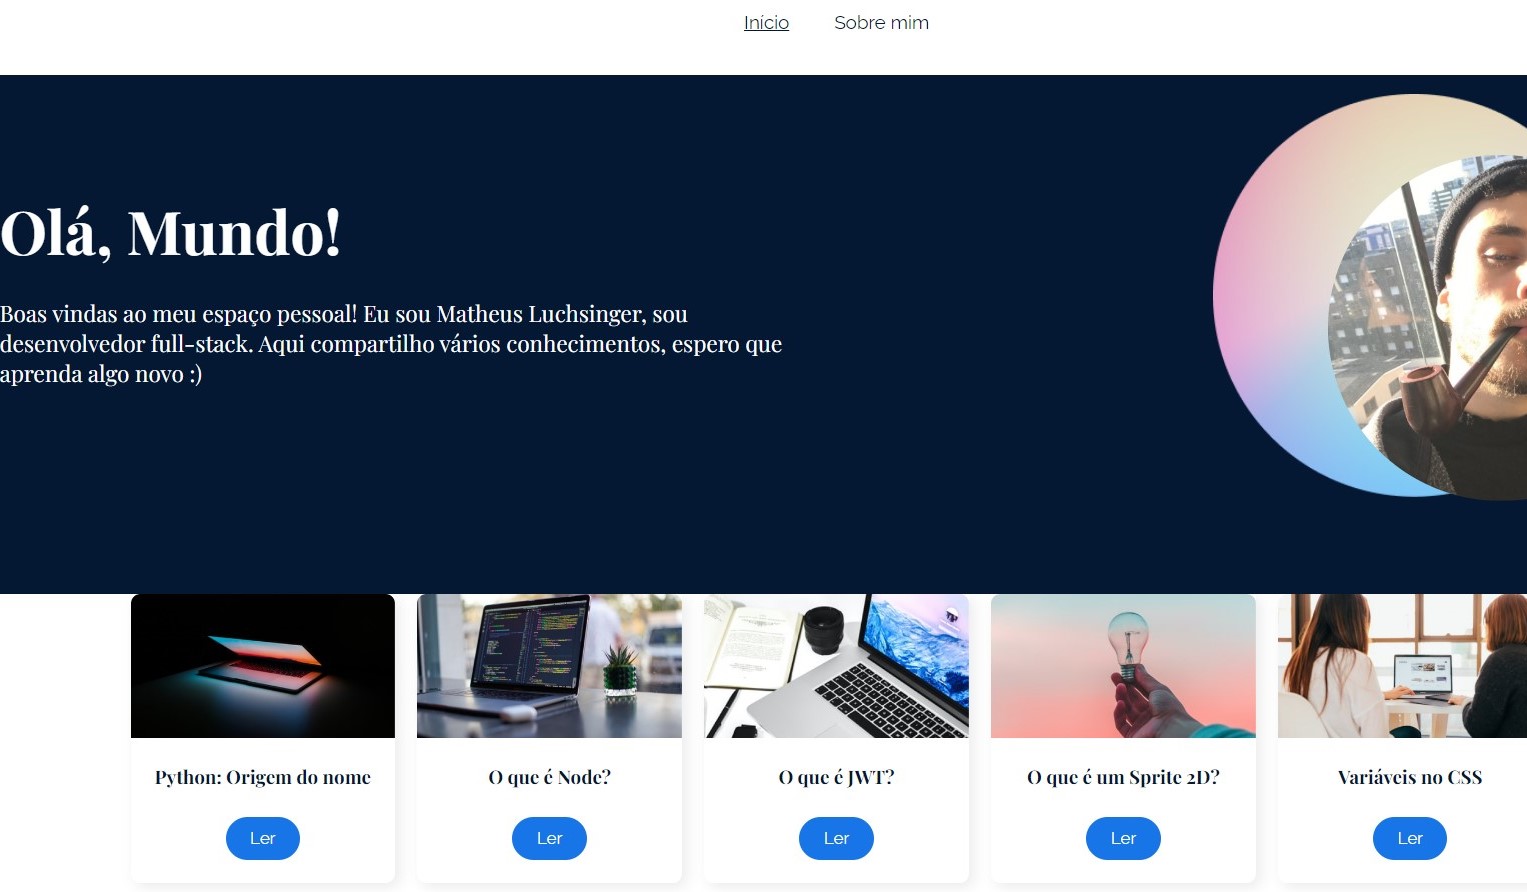 Início Sobre mim
Olá, Mundo!
Boas vindas ao meu espaço pessoal! Eu sou Matheus Luchsinger, sou
desenvolvedor full-stack. Aqui compartilho vários conhecimentos, espero que
aprenda algo novo :)
Python: Origem do nome
O que é Node?
O que é JWT?
O que é um Sprite 2D?
Variáveis no CSS
Ler
Ler
Ler
Ler
Ler